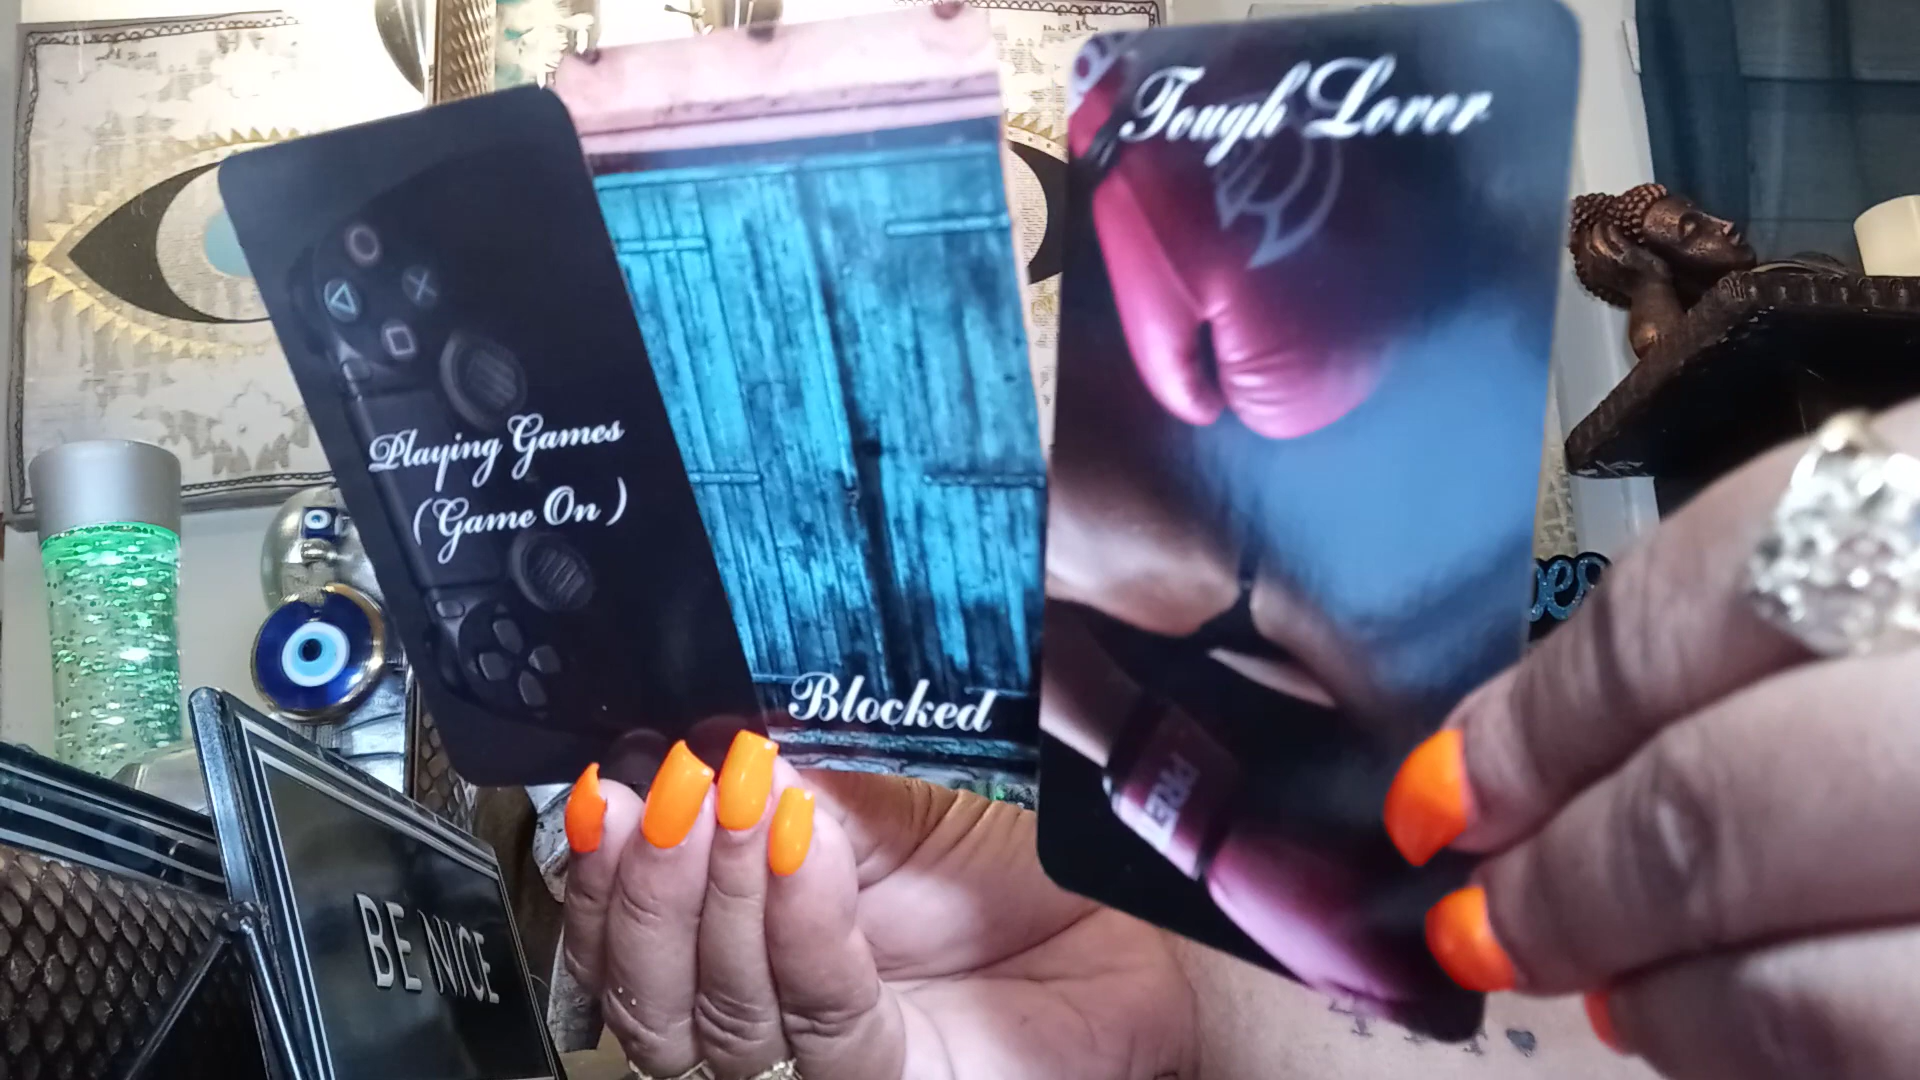 Playing Games
(Game On)
Blocked
Tough Lover
BE NICE